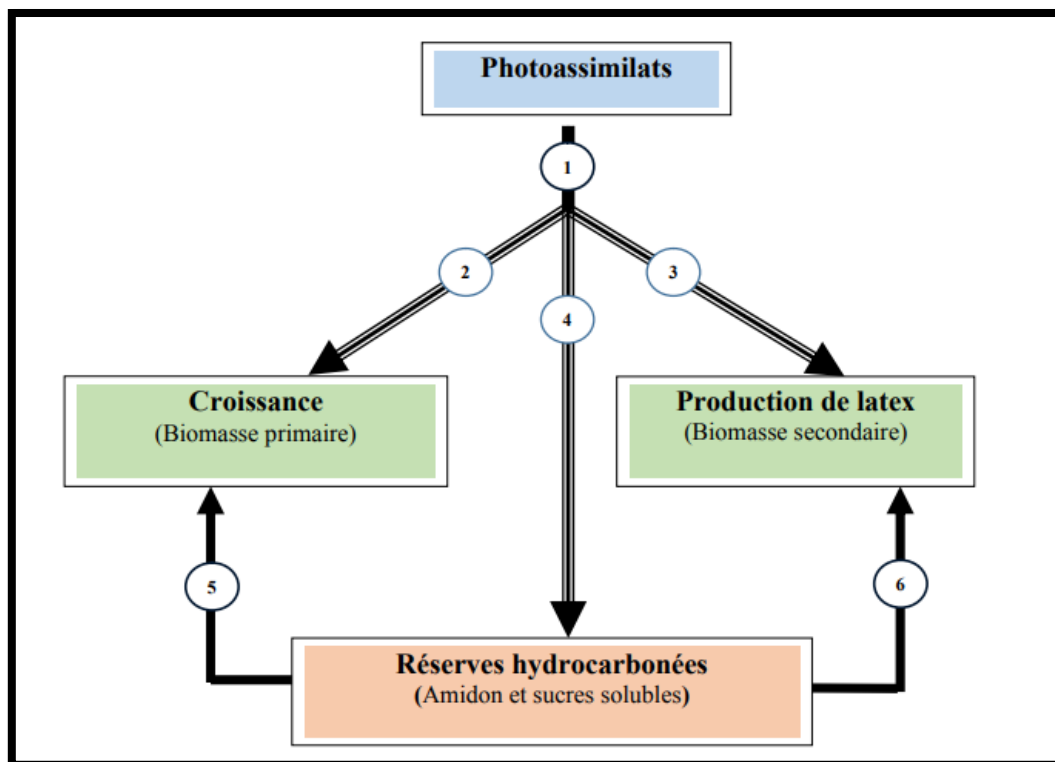 Photoassimilats
1
2
3
4
Croissance
(Biomasse primaire)
Production de latex
(Biomasse secondaire)
5
6
Réserves hydrocarbonées
(Amidon et sucres solubles)